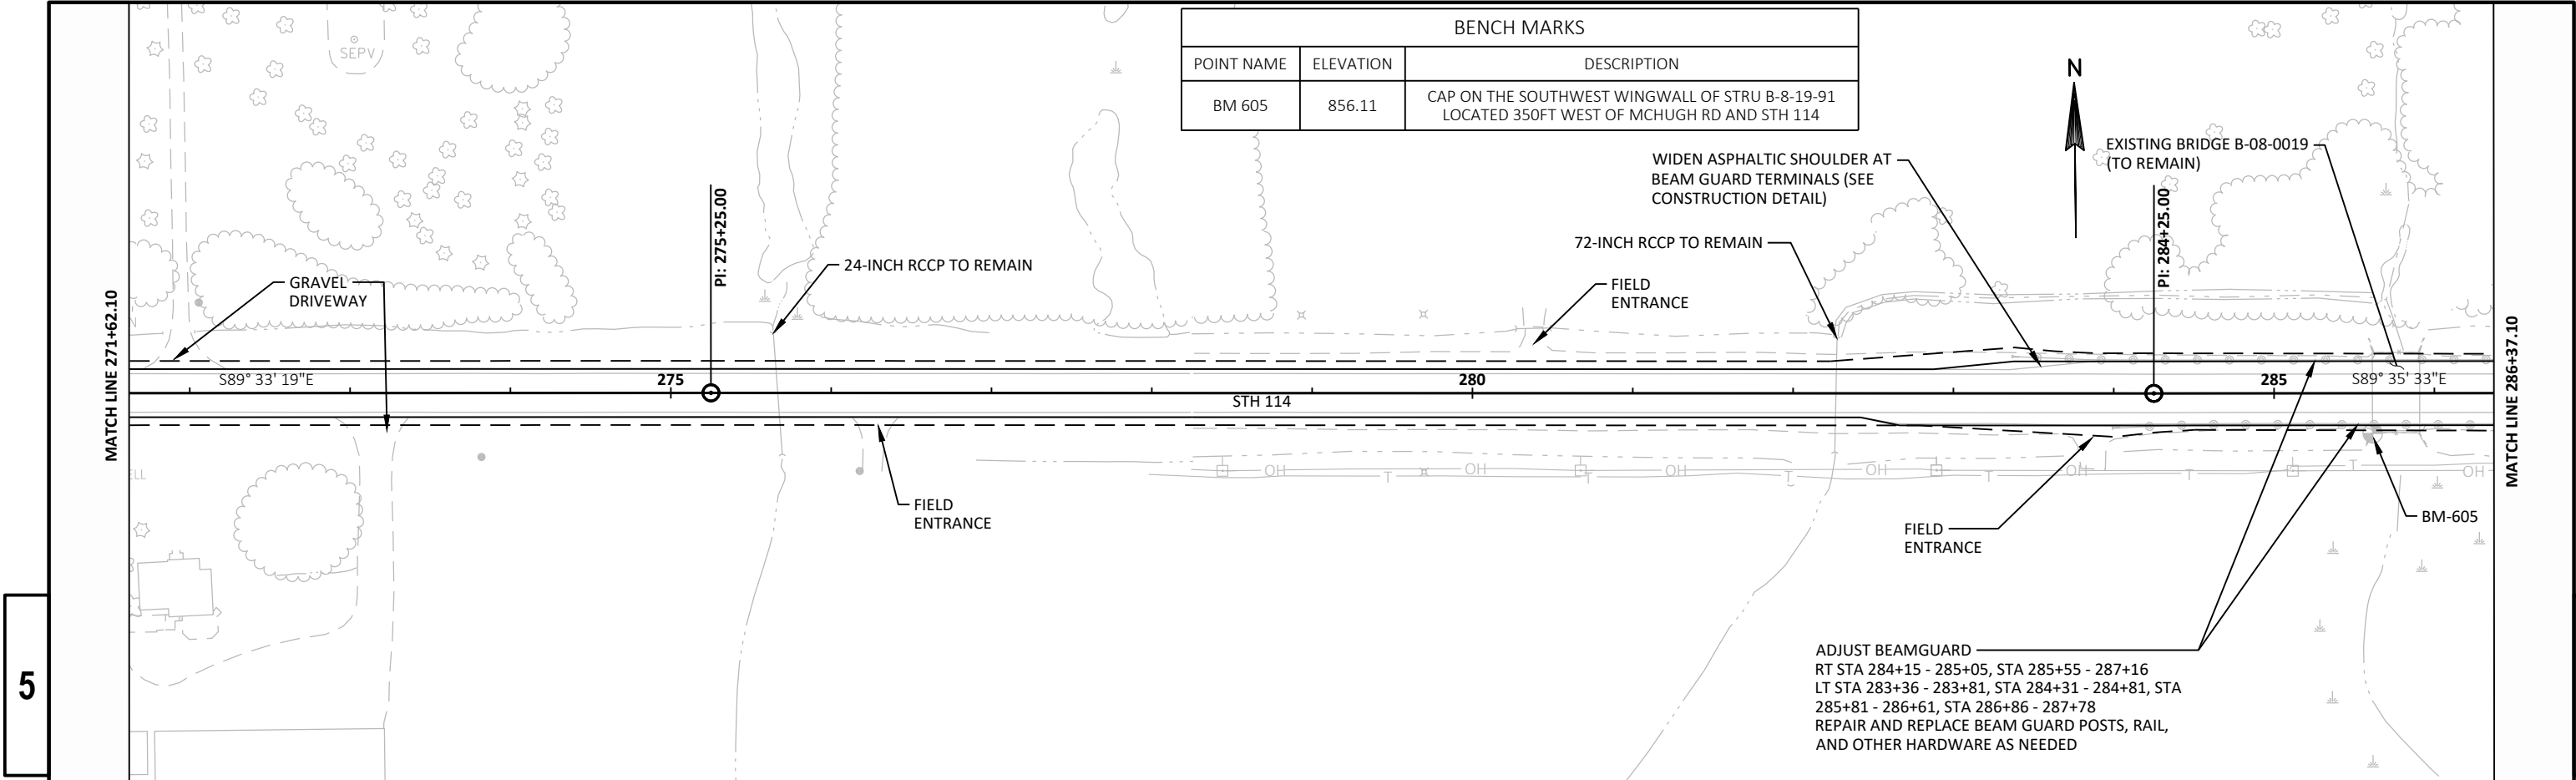 BENCH MARKS
POINT NAME ELEVATION DESCRIPTION
BM 605 856.11 CAP ON THE SOUTHWEST WINGWALL OF STRU B-8-19-91
LOCATED 350FT WEST OF MCHUGH RD AND STH 114
SEPV
N
EXISTING BRIDGE B-08-0019
(TO REMAIN)
WIDEN ASPHALTIC SHOULDER AT
BEAM GUARD TERMINALS (SEE
CONSTRUCTION DETAIL)
PI: 275+25.00
PI: 284+25.00
72-INCH RCCP TO REMAIN
24-INCH RCCP TO REMAIN
GRAVEL
DRIVEWAY
FIELD
ENTRANCE
MATCH LINE 271+62.10
MATCH LINE 286+37.10
S89° 33' 19"E
275
280
285
S89° 35' 33"E
STH 114
OH OH OH OH OH OH
T T T T T T
FIELD
ENTRANCE
FIELD
ENTRANCE
BM-605
ADJUST BEAMGUARD
RT STA 284+15 - 285+05, STA 285+55 - 287+16
LT STA 283+36 - 283+81, STA 284+31 - 284+81, STA
285+81 - 286+61, STA 286+86 - 287+78
REPAIR AND REPLACE BEAM GUARD POSTS, RAIL,
AND OTHER HARDWARE AS NEEDED
5